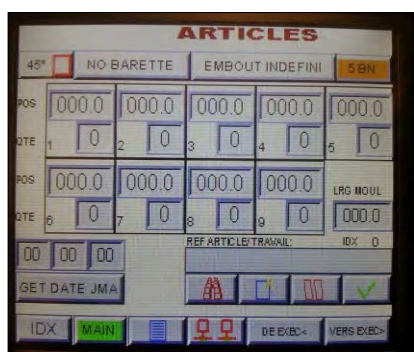 ARTICLES
45° NO BARETTE EMBOUT INDEFINI 5 BN
POS 000.0 000.0 000.0 000.0 000.0
QTE 1 0 2 0 3 0 4 0 5 0
POS 000.0 000.0 000.0 000.0 LRG MOUL
QTE 6 0 7 0 8 0 9 0 000.0
00 00 00 REF ARTICLE/TRAVAIL: IDX 0
GET DATE JMA
IDX MAIN DE EXEC< VERS EXEC>